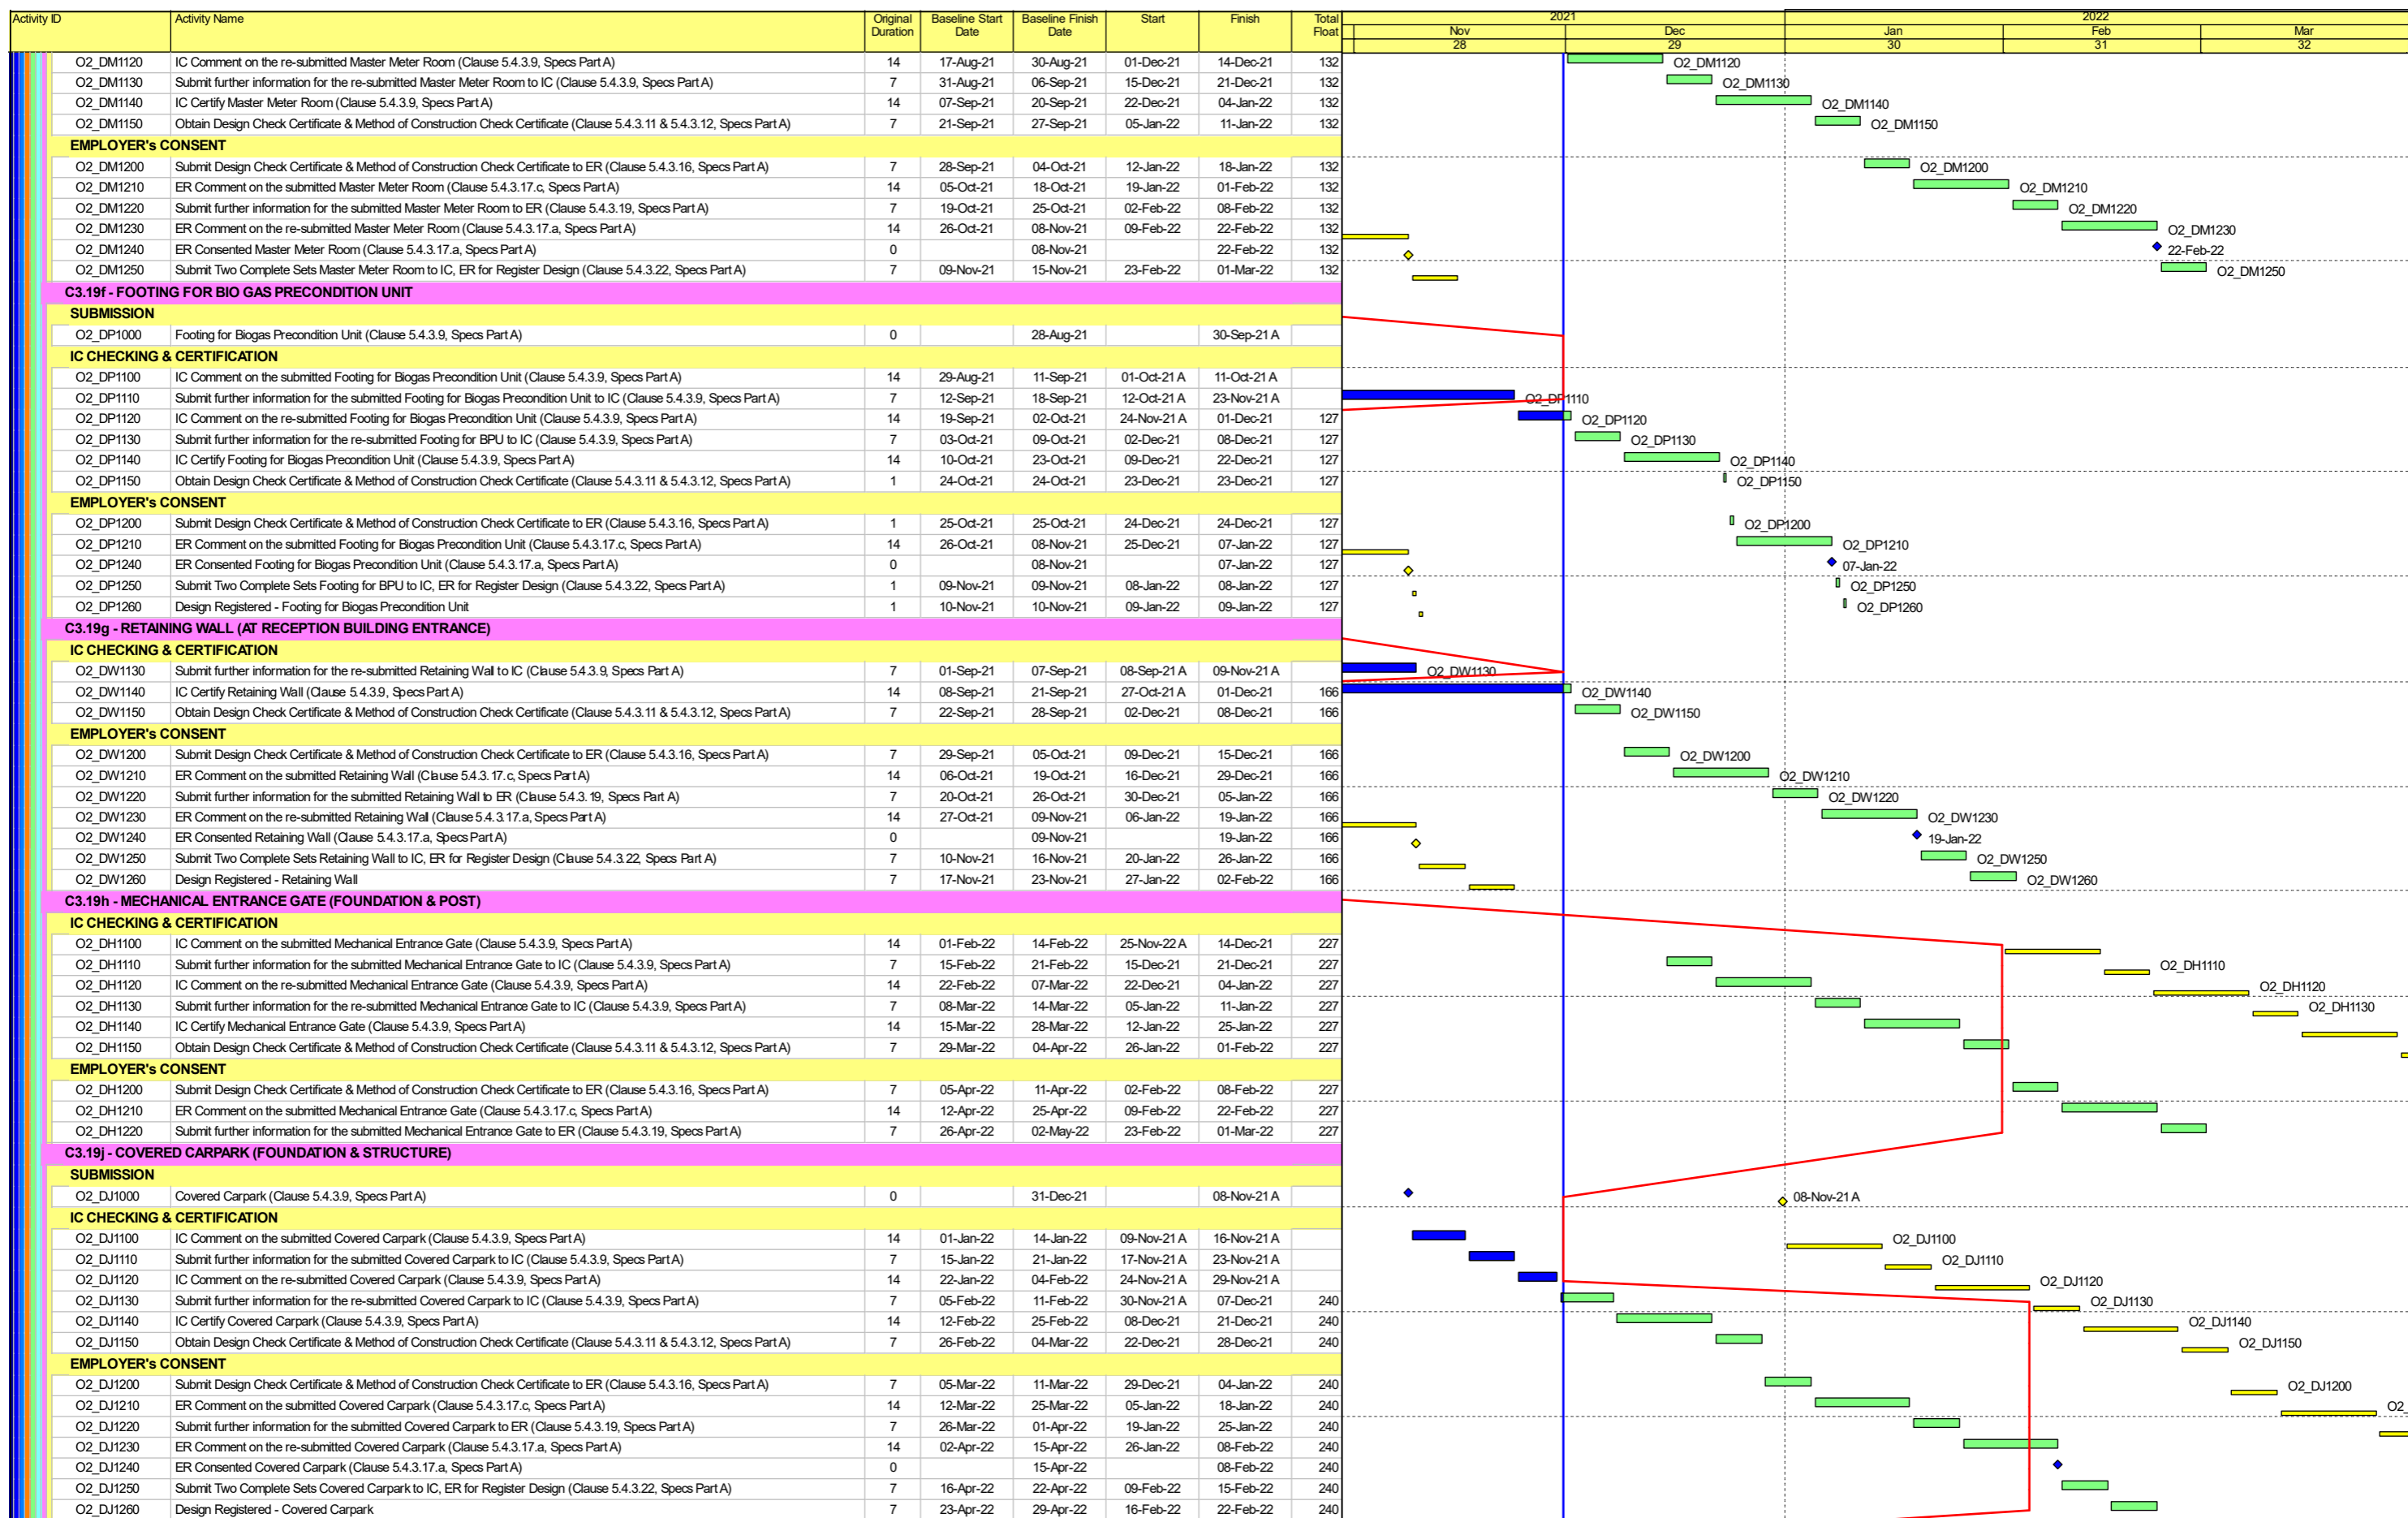 Activity ID Activity Name Original Duration Baseline Start Date Baseline Finish Date Start Finish Total Float 2021 2022
Nov Dec Jan Feb Mar
28 29 30 31 32
O2_DM1120 IC Comment on the re-submitted Master Meter Room (Clause 5.4.3.9, Specs Part A) 14 17-Aug-21 30-Aug-21 01-Dec-21 14-Dec-21 132 O2_DM1120
O2_DM1130 Submit further information for the re-submitted Master Meter Room to IC (Clause 5.4.3.9, Specs Part A) 7 31-Aug-21 06-Sep-21 15-Dec-21 21-Dec-21 132 O2_DM1130
O2_DM1140 IC Certify Master Meter Room (Clause 5.4.3.9, Specs Part A) 14 07-Sep-21 20-Sep-21 22-Dec-21 04-Jan-22 132 O2_DM1140
O2_DM1150 Obtain Design Check Certificate & Method of Construction Check Certificate (Clause 5.4.3.11 & 5.4.3.12, Specs Part A) 7 21-Sep-21 27-Sep-21 05-Jan-22 11-Jan-22 132 O2_DM1150
EMPLOYER's CONSENT
O2_DM1200 Submit Design Check Certificate & Method of Construction Check Certificate to ER (Clause 5.4.3.16, Specs Part A) 7 28-Sep-21 04-Oct-21 12-Jan-22 18-Jan-22 132 O2_DM1200
O2_DM1210 ER Comment on the submitted Master Meter Room (Clause 5.4.3.17.c, Specs Part A) 14 05-Oct-21 18-Oct-21 19-Jan-22 01-Feb-22 132 O2_DM1210
O2_DM1220 Submit further information for the submitted Master Meter Room to ER (Clause 5.4.3.19, Specs Part A) 7 19-Oct-21 25-Oct-21 02-Feb-22 08-Feb-22 132 O2_DM1220
O2_DM1230 ER Comment on the re-submitted Master Meter Room (Clause 5.4.3.17.a, Specs Part A) 14 26-Oct-21 08-Nov-21 09-Feb-22 22-Feb-22 132 O2_DM1230
O2_DM1240 ER Consented Master Meter Room (Clause 5.4.3.17.a, Specs Part A) 0 08-Nov-21 22-Feb-22 132 22-Feb-22
O2_DM1250 Submit Two Complete Sets Master Meter Room to IC, ER for Register Design (Clause 5.4.3.22, Specs Part A) 7 09-Nov-21 15-Nov-21 23-Feb-22 01-Mar-22 132 O2_DM1250
C3.19f - FOOTING FOR BIO GAS PRECONDITION UNIT
SUBMISSION
O2_DP1000 Footing for Biogas Precondition Unit (Clause 5.4.3.9, Specs Part A) 0 28-Aug-21 30-Sep-21 A
IC CHECKING & CERTIFICATION
O2_DP1100 IC Comment on the submitted Footing for Biogas Precondition Unit (Clause 5.4.3.9, Specs Part A) 14 29-Aug-21 11-Sep-21 01-Oct-21 A 11-Oct-21 A
O2_DP1110 Submit further information for the submitted Footing for Biogas Precondition Unit to IC (Clause 5.4.3.9, Specs Part A) 7 12-Sep-21 18-Sep-21 12-Oct-21 A 23-Nov-21 A O2_DP1110
O2_DP1120 IC Comment on the re-submitted Footing for Biogas Precondition Unit (Clause 5.4.3.9, Specs Part A) 14 19-Sep-21 02-Oct-21 24-Nov-21 A 01-Dec-21 127 O2_DP1120
O2_DP1130 Submit further information for the re-submitted Footing for BPU to IC (Clause 5.4.3.9, Specs Part A) 7 03-Oct-21 09-Oct-21 02-Dec-21 08-Dec-21 127 O2_DP1130
O2_DP1140 IC Certify Footing for Biogas Precondition Unit (Clause 5.4.3.9, Specs Part A) 14 10-Oct-21 23-Oct-21 09-Dec-21 22-Dec-21 127 O2_DP1140
O2_DP1150 Obtain Design Check Certificate & Method of Construction Check Certificate (Clause 5.4.3.11 & 5.4.3.12, Specs Part A) 1 24-Oct-21 24-Oct-21 23-Dec-21 23-Dec-21 127 O2_DP1150
EMPLOYER's CONSENT
O2_DP1200 Submit Design Check Certificate & Method of Construction Check Certificate to ER (Clause 5.4.3.16, Specs Part A) 1 25-Oct-21 25-Oct-21 24-Dec-21 24-Dec-21 127 O2_DP1200
O2_DP1210 ER Comment on the submitted Footing for Biogas Precondition Unit (Clause 5.4.3.17.c, Specs Part A) 14 26-Oct-21 08-Nov-21 25-Dec-21 07-Jan-22 127 O2_DP1210
O2_DP1240 ER Consented Footing for Biogas Precondition Unit (Clause 5.4.3.17.a, Specs Part A) 0 08-Nov-21 07-Jan-22 127 07-Jan-22
O2_DP1250 Submit Two Complete Sets Footing for BPU to IC, ER for Register Design (Clause 5.4.3.22, Specs Part A) 1 09-Nov-21 09-Nov-21 08-Jan-22 08-Jan-22 127 O2_DP1250
O2_DP1260 Design Registered - Footing for Biogas Precondition Unit 1 10-Nov-21 10-Nov-21 09-Jan-22 09-Jan-22 127 O2_DP1260
C3.19g - RETAINING WALL (AT RECEPTION BUILDING ENTRANCE)
IC CHECKING & CERTIFICATION
O2_DW1130 Submit further information for the re-submitted Retaining Wall to IC (Clause 5.4.3.9, Specs Part A) 7 01-Sep-21 07-Sep-21 08-Sep-21 A 09-Nov-21 A O2_DW1130
O2_DW1140 IC Certify Retaining Wall (Clause 5.4.3.9, Specs Part A) 14 08-Sep-21 21-Sep-21 27-Oct-21 A 01-Dec-21 166 O2_DW1140
O2_DW1150 Obtain Design Check Certificate & Method of Construction Check Certificate (Clause 5.4.3.11 & 5.4.3.12, Specs Part A) 7 22-Sep-21 28-Sep-21 02-Dec-21 08-Dec-21 166 O2_DW1150
EMPLOYER's CONSENT
O2_DW1200 Submit Design Check Certificate & Method of Construction Check Certificate to ER (Clause 5.4.3.16, Specs Part A) 7 29-Sep-21 05-Oct-21 09-Dec-21 15-Dec-21 166 O2_DW1200
O2_DW1210 ER Comment on the submitted Retaining Wall (Clause 5.4.3.17.c, Specs Part A) 14 06-Oct-21 19-Oct-21 16-Dec-21 29-Dec-21 166 O2_DW1210
O2_DW1220 Submit further information for the submitted Retaining Wall to ER (Clause 5.4.3.19, Specs Part A) 7 20-Oct-21 26-Oct-21 30-Dec-21 05-Jan-22 166 O2_DW1220
O2_DW1230 ER Comment on the re-submitted Retaining Wall (Clause 5.4.3.17.a, Specs Part A) 14 27-Oct-21 09-Nov-21 06-Jan-22 19-Jan-22 166 O2_DW1230
O2_DW1240 ER Consented Retaining Wall (Clause 5.4.3.17.a, Specs Part A) 0 09-Nov-21 19-Jan-22 166 19-Jan-22
O2_DW1250 Submit Two Complete Sets Retaining Wall to IC, ER for Register Design (Clause 5.4.3.22, Specs Part A) 7 10-Nov-21 16-Nov-21 20-Jan-22 26-Jan-22 166 O2_DW1250
O2_DW1260 Design Registered - Retaining Wall 7 17-Nov-21 23-Nov-21 27-Jan-22 02-Feb-22 166 O2_DW1260
C3.19h - MECHANICAL ENTRANCE GATE (FOUNDATION & POST)
IC CHECKING & CERTIFICATION
O2_DH1100 IC Comment on the submitted Mechanical Entrance Gate (Clause 5.4.3.9, Specs Part A) 14 01-Feb-22 14-Feb-22 25-Nov-22 A 14-Dec-21 227
O2_DH1110 Submit further information for the submitted Mechanical Entrance Gate to IC (Clause 5.4.3.9, Specs Part A) 7 15-Feb-22 21-Feb-22 15-Dec-21 21-Dec-21 227 O2_DH1110
O2_DH1120 IC Comment on the re-submitted Mechanical Entrance Gate (Clause 5.4.3.9, Specs Part A) 14 22-Feb-22 07-Mar-22 22-Dec-21 04-Jan-22 227 O2_DH1120
O2_DH1130 Submit further information for the re-submitted Mechanical Entrance Gate to IC (Clause 5.4.3.9, Specs Part A) 7 08-Mar-22 14-Mar-22 05-Jan-22 11-Jan-22 227 O2_DH1130
O2_DH1140 IC Certify Mechanical Entrance Gate (Clause 5.4.3.9, Specs Part A) 14 15-Mar-22 28-Mar-22 12-Jan-22 25-Jan-22 227
O2_DH1150 Obtain Design Check Certificate & Method of Construction Check Certificate (Clause 5.4.3.11 & 5.4.3.12, Specs Part A) 7 29-Mar-22 04-Apr-22 26-Jan-22 01-Feb-22 227
EMPLOYER's CONSENT
O2_DH1200 Submit Design Check Certificate & Method of Construction Check Certificate to ER (Clause 5.4.3.16, Specs Part A) 7 05-Apr-22 11-Apr-22 02-Feb-22 08-Feb-22 227
O2_DH1210 ER Comment on the submitted Mechanical Entrance Gate (Clause 5.4.3.17.c, Specs Part A) 14 12-Apr-22 25-Apr-22 09-Feb-22 22-Feb-22 227
O2_DH1220 Submit further information for the submitted Mechanical Entrance Gate to ER (Clause 5.4.3.19, Specs Part A) 7 26-Apr-22 02-May-22 23-Feb-22 01-Mar-22 227
C3.19j - COVERED CARPARK (FOUNDATION & STRUCTURE)
SUBMISSION
O2_DJ1000 Covered Carpark (Clause 5.4.3.9, Specs Part A) 0 31-Dec-21 08-Nov-21 A 08-Nov-21 A
IC CHECKING & CERTIFICATION
O2_DJ1100 IC Comment on the submitted Covered Carpark (Clause 5.4.3.9, Specs Part A) 14 01-Jan-22 14-Jan-22 09-Nov-21 A 16-Nov-21 A O2_DJ1100
O2_DJ1110 Submit further information for the submitted Covered Carpark to IC (Clause 5.4.3.9, Specs Part A) 7 15-Jan-22 21-Jan-22 17-Nov-21 A 23-Nov-21 A O2_DJ1110
O2_DJ1120 IC Comment on the re-submitted Covered Carpark (Clause 5.4.3.9, Specs Part A) 14 22-Jan-22 04-Feb-22 24-Nov-21 A 29-Nov-21 A O2_DJ1120
O2_DJ1130 Submit further information for the re-submitted Covered Carpark to IC (Clause 5.4.3.9, Specs Part A) 7 05-Feb-22 11-Feb-22 30-Nov-21 A 07-Dec-21 240 O2_DJ1130
O2_DJ1140 IC Certify Covered Carpark (Clause 5.4.3.9, Specs Part A) 14 12-Feb-22 25-Feb-22 08-Dec-21 21-Dec-21 240 O2_DJ1140
O2_DJ1150 Obtain Design Check Certificate & Method of Construction Check Certificate (Clause 5.4.3.11 & 5.4.3.12, Specs Part A) 7 26-Feb-22 04-Mar-22 22-Dec-21 28-Dec-21 240 O2_DJ1150
EMPLOYER's CONSENT
O2_DJ1200 Submit Design Check Certificate & Method of Construction Check Certificate to ER (Clause 5.4.3.16, Specs Part A) 7 05-Mar-22 11-Mar-22 29-Dec-21 04-Jan-22 240 O2_DJ1200
O2_DJ1210 ER Comment on the submitted Covered Carpark (Clause 5.4.3.17.c, Specs Part A) 14 12-Mar-22 25-Mar-22 05-Jan-22 18-Jan-22 240 O2_
O2_DJ1220 Submit further information for the submitted Covered Carpark to ER (Clause 5.4.3.19, Specs Part A) 7 26-Mar-22 01-Apr-22 19-Jan-22 25-Jan-22 240
O2_DJ1230 ER Comment on the re-submitted Covered Carpark (Clause 5.4.3.17.a, Specs Part A) 14 02-Apr-22 15-Apr-22 26-Jan-22 08-Feb-22 240
O2_DJ1240 ER Consented Covered Carpark (Clause 5.4.3.17.a, Specs Part A) 0 15-Apr-22 08-Feb-22 240
O2_DJ1250 Submit Two Complete Sets Covered Carpark to IC, ER for Register Design (Clause 5.4.3.22, Specs Part A) 7 16-Apr-22 22-Apr-22 09-Feb-22 15-Feb-22 240
O2_DJ1260 Design Registered - Covered Carpark 7 23-Apr-22 29-Apr-22 16-Feb-22 22-Feb-22 240